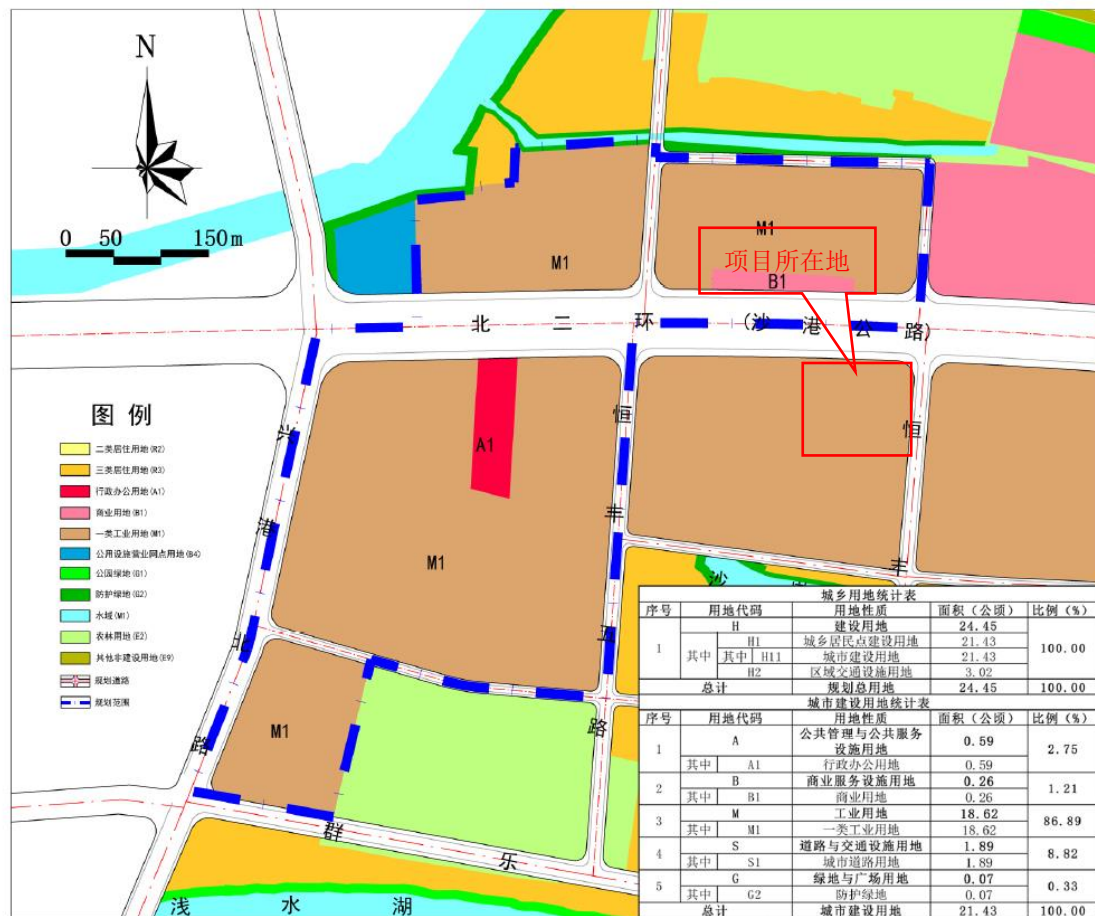 N
0 50 150m
M1
M1
项目所在地
B1
北二环(沙港公路)
A1
M1
M1
兴港北路
恒丰五路
恒丰
沙
群乐
浅水湖
图例
二类居住用地(R2)
三类居住用地(R3)
行政办公用地(A1)
商业用地(B1)
一类工业用地(M1)
公用设施营业网点用地(B4)
公园绿地(G1)
防护绿地(G2)
水域(M1)
农林用地(E2)
其他非建设用地(E9)
规划道路
规划范围
城乡用地统计表
序号 用地代码 用地性质 面积（公顷） 比例（%）
1 H 建设用地 24.45 100.00
其中 H1 城乡居民点建设用地 21.43
其中 H11 城市建设用地 21.43
H2 区域交通设施用地 3.02
总计 规划总用地 24.45 100.00
城市建设用地统计表
序号 用地代码 用地性质 面积（公顷） 比例（%）
1 A 公共管理与公共服务设施用地 0.59 2.75
其中 A1 行政办公用地 0.59
2 B 商业服务设施用地 0.26 1.21
其中 B1 商业用地 0.26
3 M 工业用地 18.62 86.89
其中 M1 一类工业用地 18.62
4 S 道路与交通设施用地 1.89 8.82
其中 S1 城市道路用地 1.89
5 G 绿地与广场用地 0.07 0.33
其中 G2 防护绿地 0.07
总计 城市建设用地 21.43 100.00